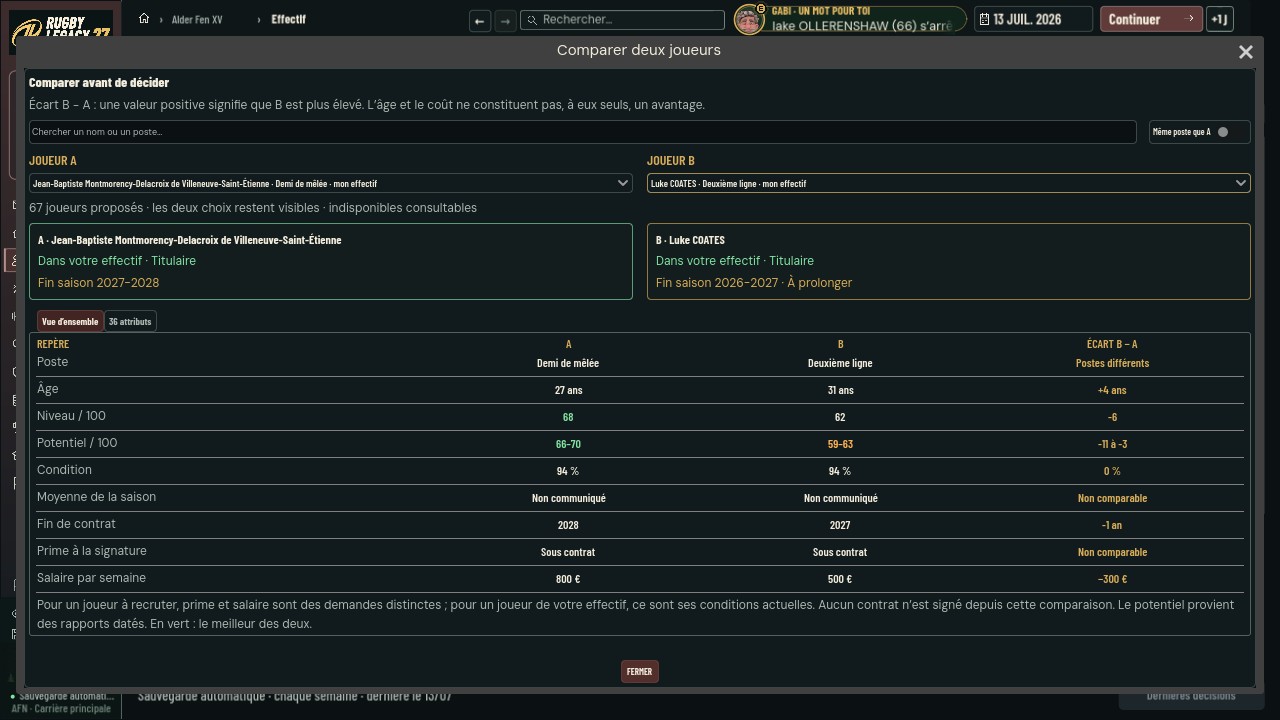 RUGBY
LEGACY 27
Alder Fen XV
Effectif
Rechercher...
GABI · UN MOT POUR TOI
Iake OLLERENSHAW (66) s'arrê
13 JUIL. 2026
Continuer
+1 J
Comparer deux joueurs
Comparer avant de décider
Écart B – A : une valeur positive signifie que B est plus élevé. L'âge et le coût ne constituent pas, à eux seuls, un avantage.
Chercher un nom ou un poste...
Même poste que A
JOUEUR A
JOUEUR B
Jean-Baptiste Montmorency-Delacroix de Villeneuve-Saint-Étienne · Demi de mêlée · mon effectif
Luke COATES · Deuxième ligne · mon effectif
67 joueurs proposés · les deux choix restent visibles · indisponibles consultables
A · Jean-Baptiste Montmorency-Delacroix de Villeneuve-Saint-Étienne
Dans votre effectif · Titulaire
Fin saison 2027-2028
B · Luke COATES
Dans votre effectif · Titulaire
Fin saison 2026-2027 · À prolonger
Vue d'ensemble
36 attributs
REPÈRE A B ÉCART B – A
Poste Demi de mêlée Deuxième ligne Postes différents
Âge 27 ans 31 ans +4 ans
Niveau / 100 68 62 -6
Potentiel / 100 66-70 59-63 -11 à -3
Condition 94 % 94 % 0 %
Moyenne de la saison Non communiqué Non communiqué Non comparable
Fin de contrat 2028 2027 -1 an
Prime à la signature Sous contrat Sous contrat Non comparable
Salaire par semaine 800 € 500 € −300 €
Pour un joueur à recruter, prime et salaire sont des demandes distinctes ; pour un joueur de votre effectif, ce sont ses conditions actuelles. Aucun contrat n'est signé depuis cette comparaison. Le potentiel provient
des rapports datés. En vert : le meilleur des deux.
FERMER
Sauvegarde automati...
AFN · Carrière principale
Sauvegarde automatique · chaque semaine · dernière le 13/07
Dernières décisions